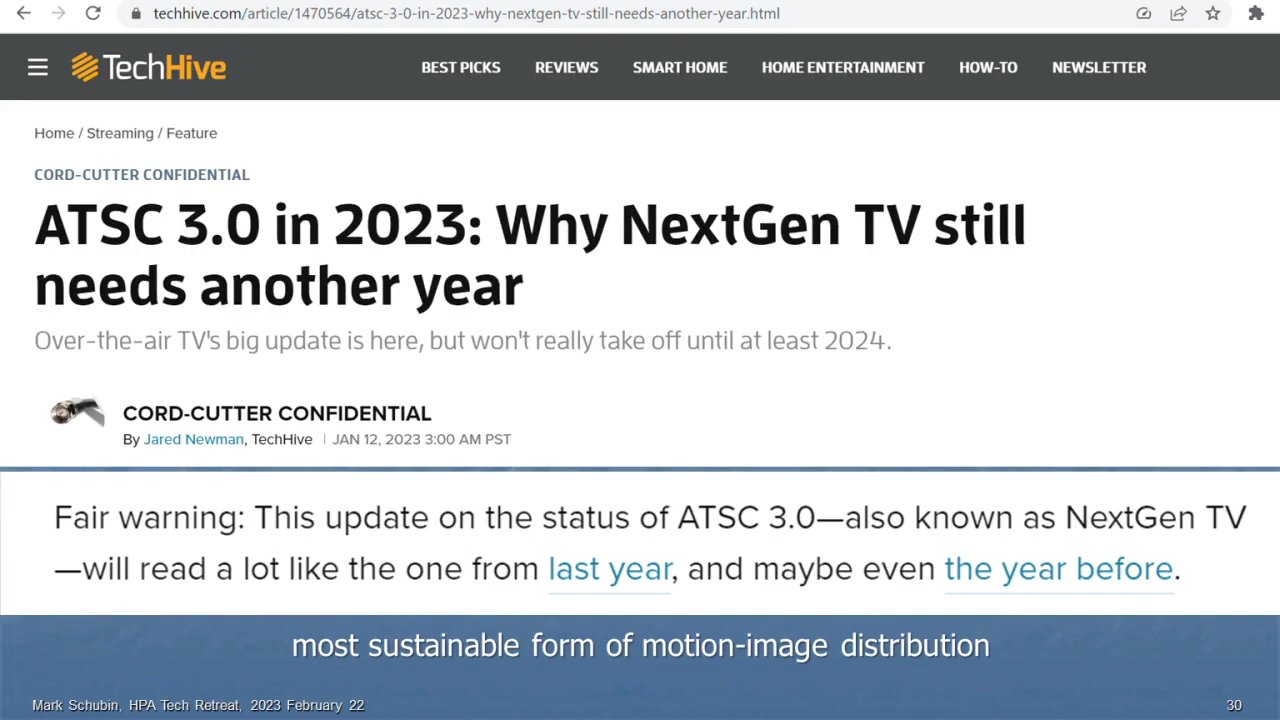 techhive.com/article/1470564/atsc-3-0-in-2023-why-nextgen-tv-still-needs-another-year.html
TechHive
BEST PICKS REVIEWS SMART HOME HOME ENTERTAINMENT HOW-TO NEWSLETTER
Home / Streaming / Feature
CORD-CUTTER CONFIDENTIAL
ATSC 3.0 in 2023: Why NextGen TV still
needs another year
Over-the-air TV's big update is here, but won't really take off until at least 2024.
CORD-CUTTER CONFIDENTIAL
By Jared Newman, TechHive | JAN 12, 2023 3:00 AM PST
Fair warning: This update on the status of ATSC 3.0—also known as NextGen TV
—will read a lot like the one from last year, and maybe even the year before.
most sustainable form of motion-image distribution
Mark Schubin, HPA Tech Retreat, 2023 February 22 30